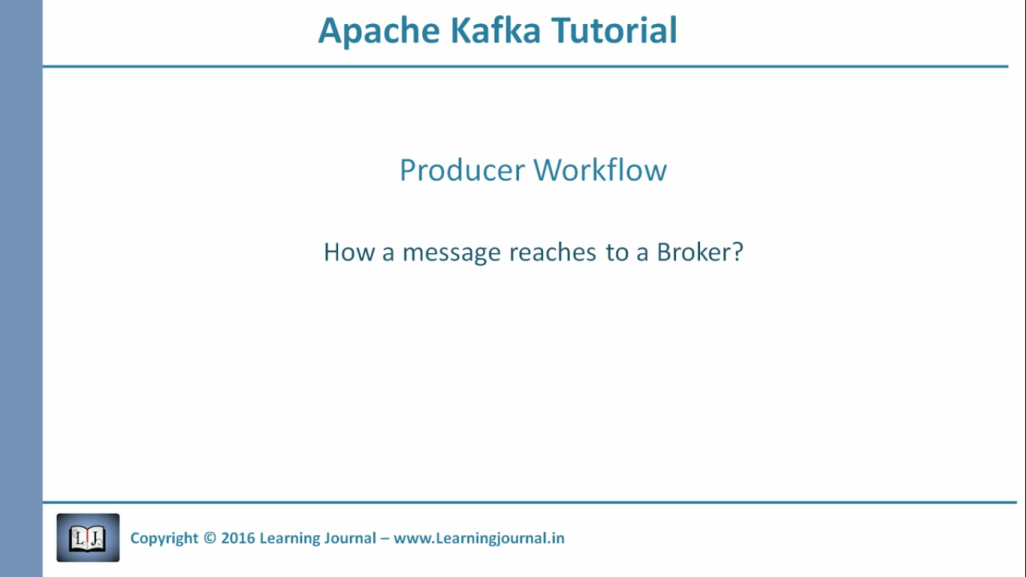 Apache Kafka Tutorial
Producer Workflow
How a message reaches to a Broker?
L J
Copyright © 2016 Learning Journal – www.Learningjournal.in